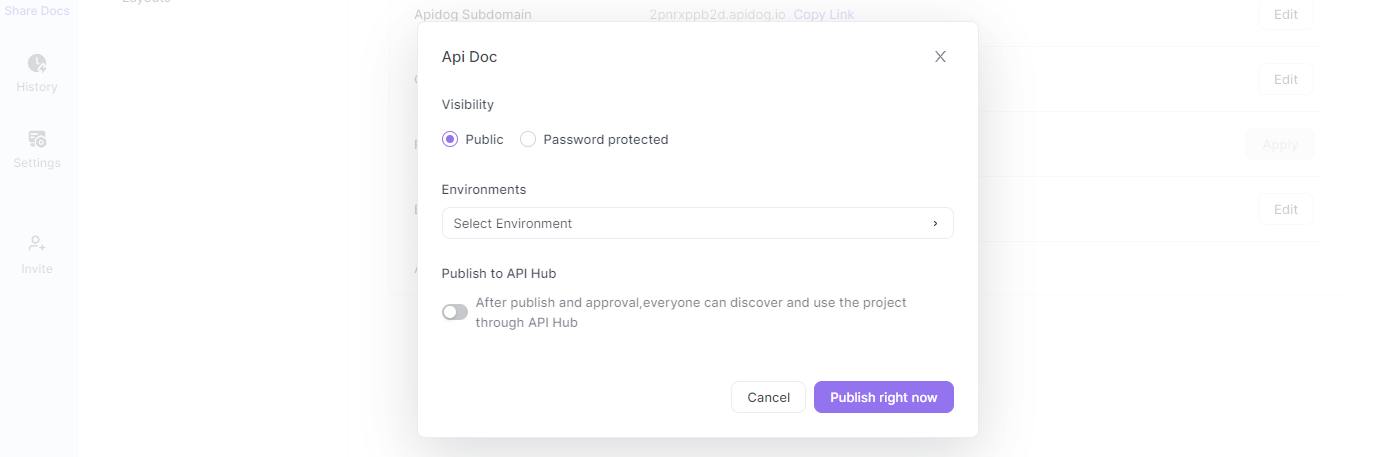 Share Docs
Layouts
Apidog Subdomain 2pnrxppb2d.apidog.io Copy Link Edit
Api Doc
History
Edit
Visibility
Public Password protected
Settings
Apply
Environments
Select Environment
Edit
Invite
Publish to API Hub
After publish and approval,everyone can discover and use the project
through API Hub
Cancel Publish right now